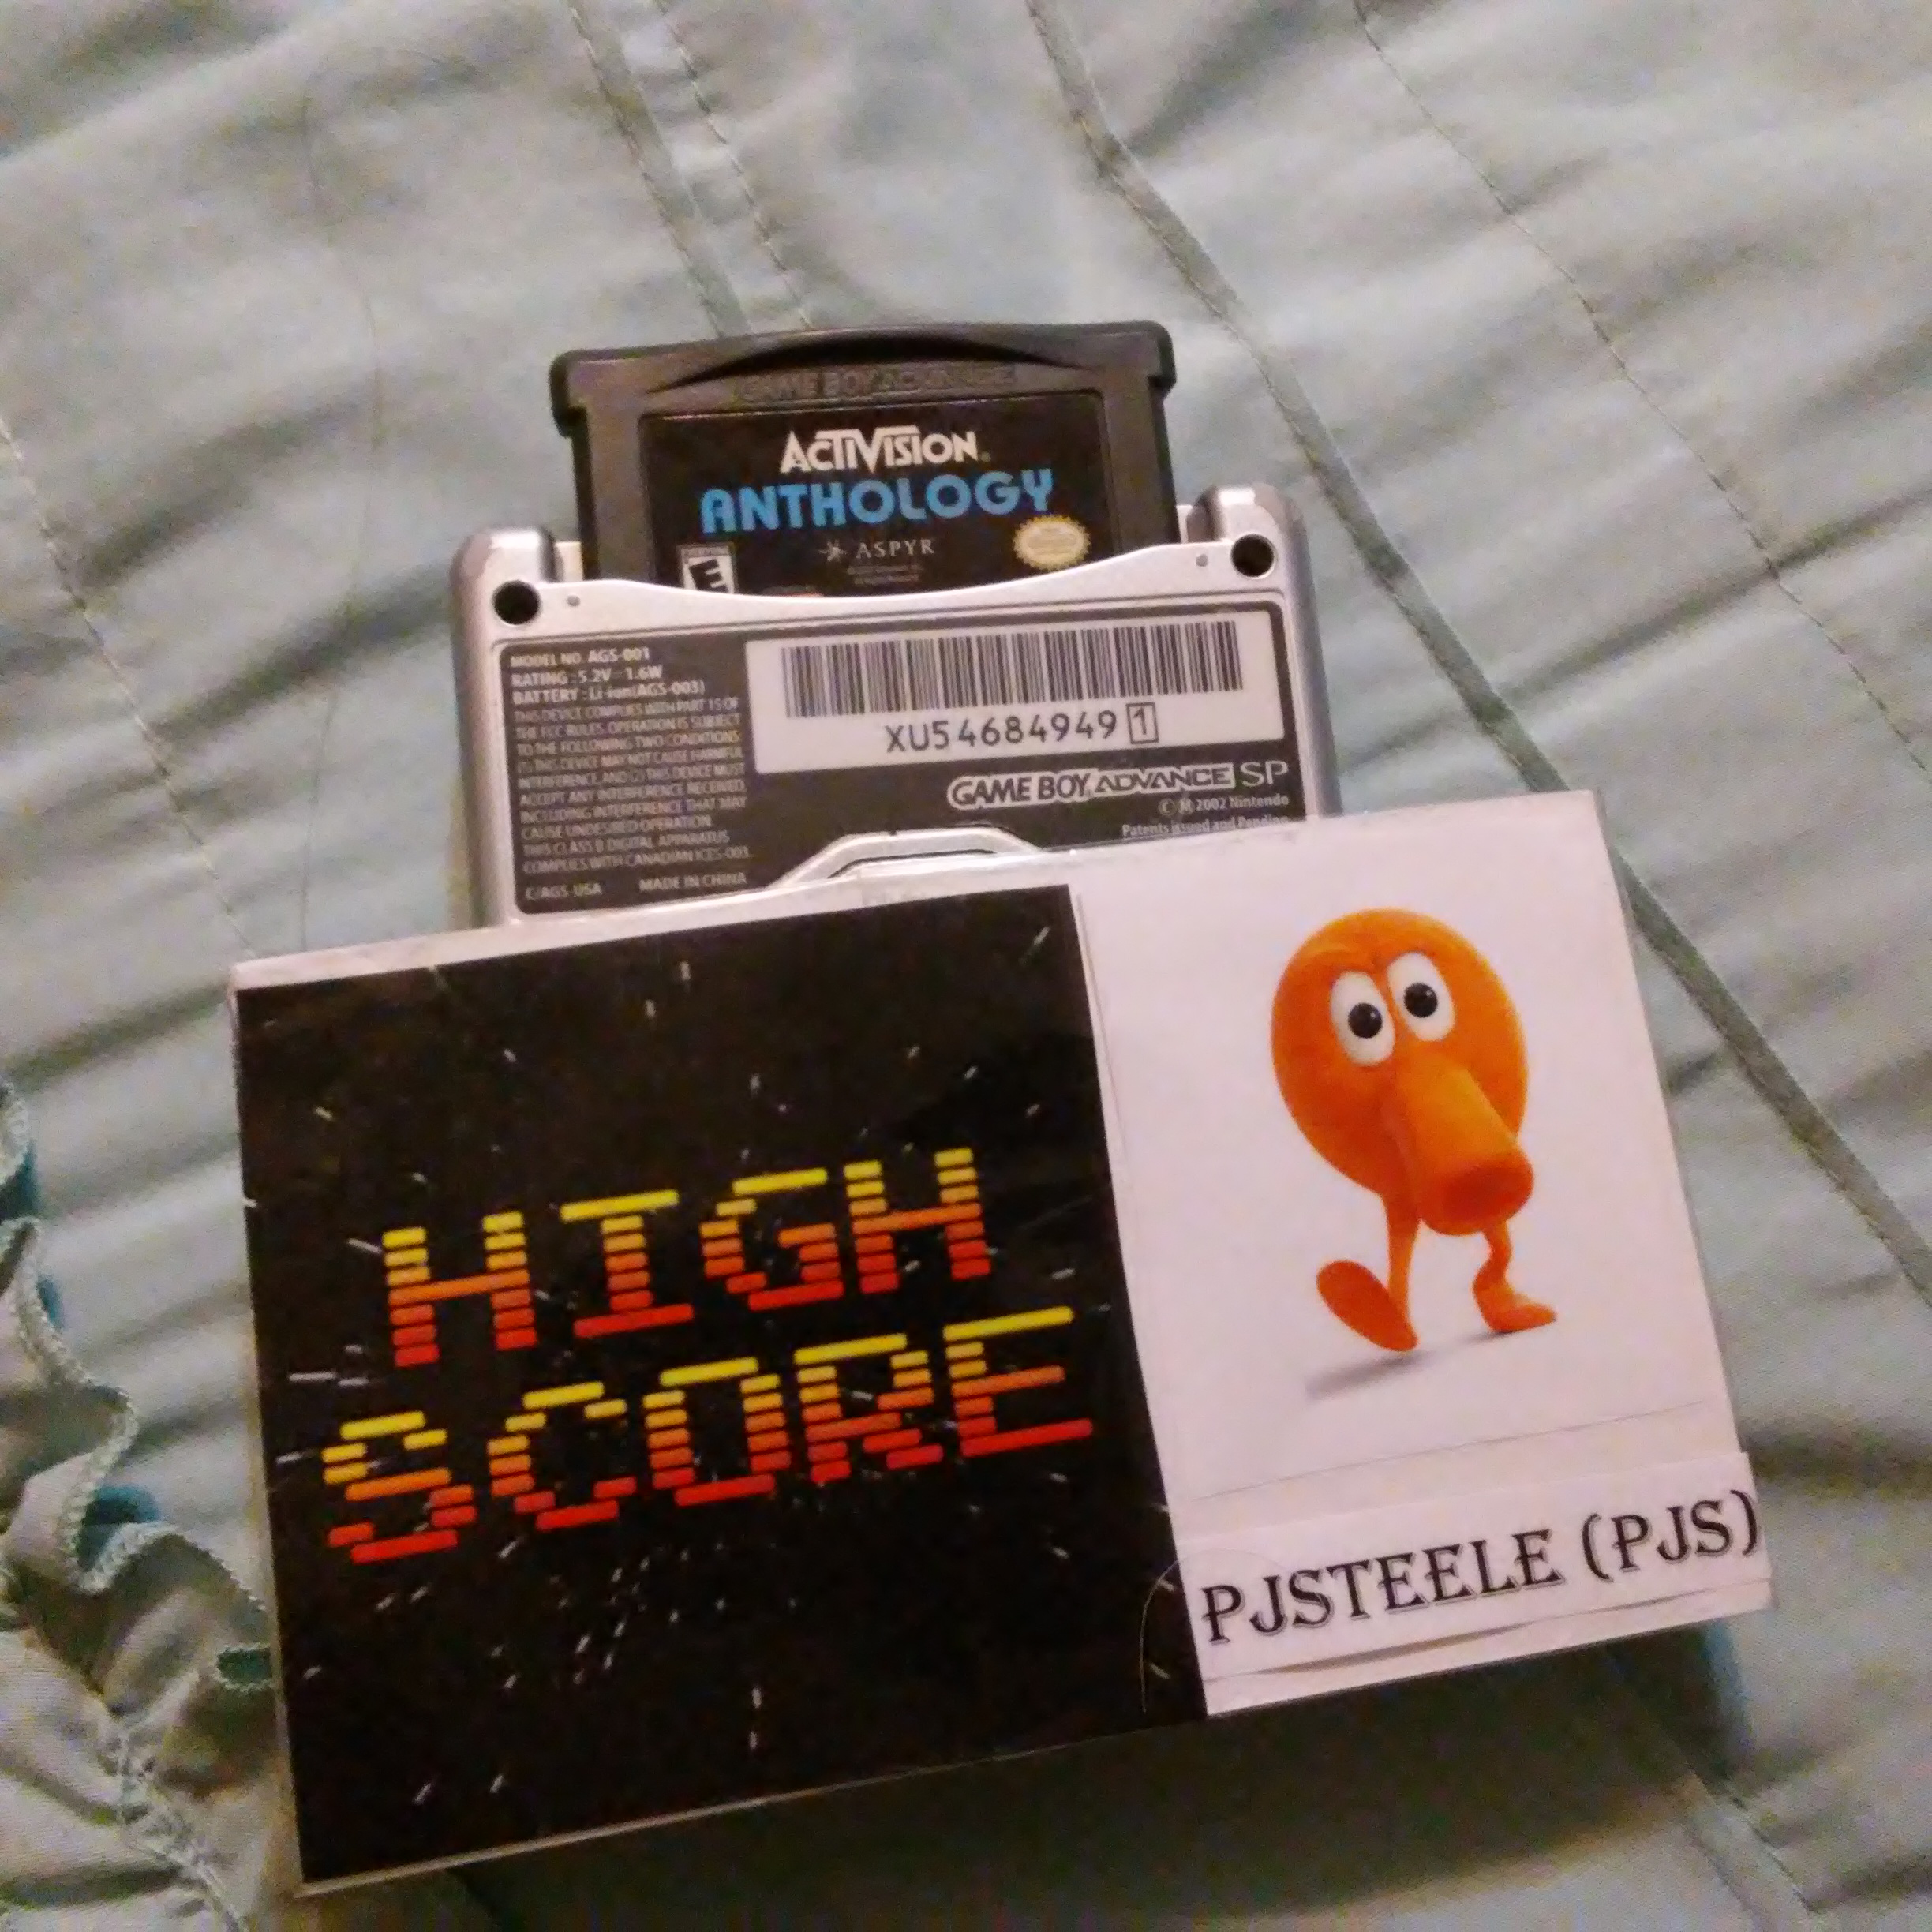 GAME BOY ADVANCE
ACTIVISION
ANTHOLOGY
ASPYR
E
MODEL NO. AGS-001
RATING : 5.2V 1.6W
BATTERY : Li-ion(AGS-003)
THIS DEVICE COMPLIES WITH PART 15 OF
THE FCC RULES. OPERATION IS SUBJECT
TO THE FOLLOWING TWO CONDITIONS
(1) THIS DEVICE MAY NOT CAUSE HARMFUL
INTERFERENCE, AND (2) THIS DEVICE MUST
ACCEPT ANY INTERFERENCE RECEIVED,
INCLUDING INTERFERENCE THAT MAY
CAUSE UNDESIRED OPERATION.
THIS CLASS B DIGITAL APPARATUS
COMPLIES WITH CANADIAN ICES-003.
C/AGS-USA MADE IN CHINA
XU54684949 1
GAME BOY ADVANCE SP
© M 2002 Nintendo
Patents issued and Pending
HIGH
SCORE
PJSTEELE (PJS)